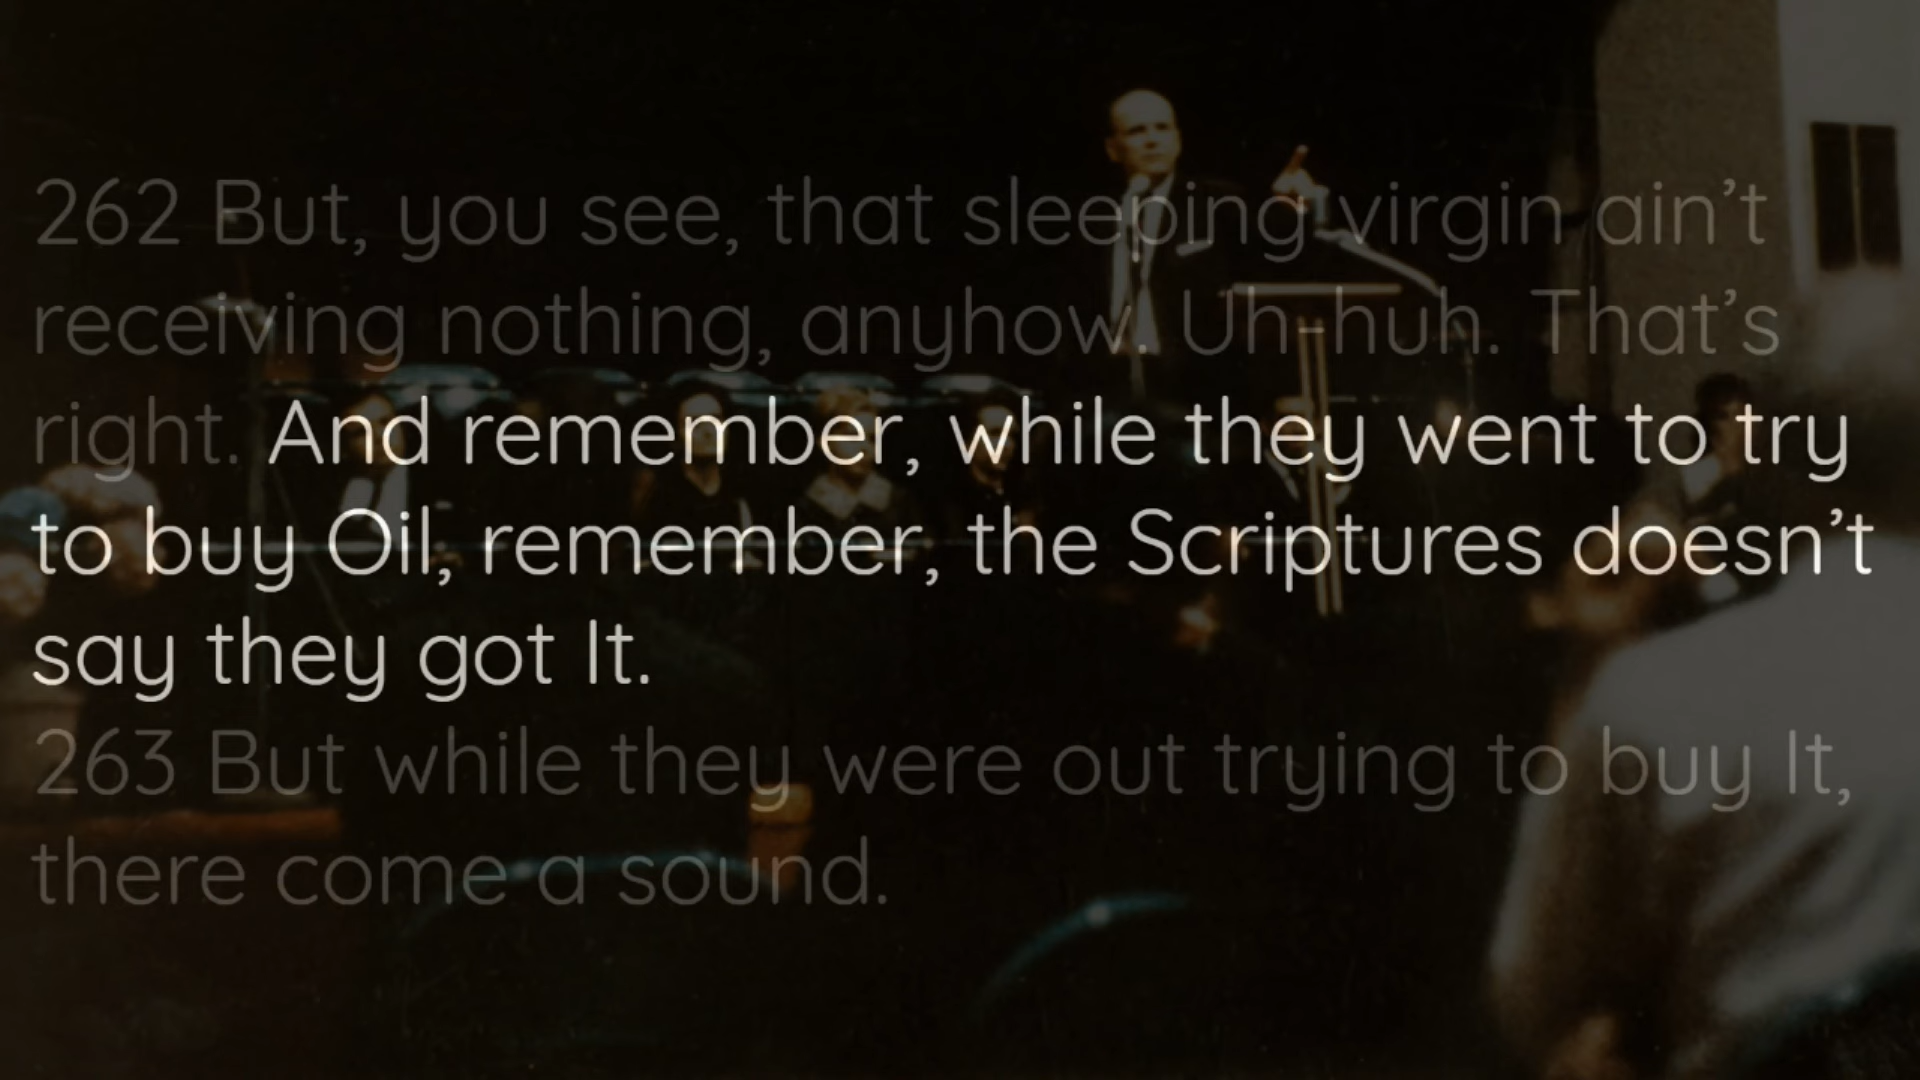 262 But, you see, that sleeping virgin ain’t
receiving nothing, anyhow. Uh-huh. That’s
right. And remember, while they went to try
to buy Oil, remember, the Scriptures doesn’t
say they got It.
263 But while they were out trying to buy It,
there come a sound.